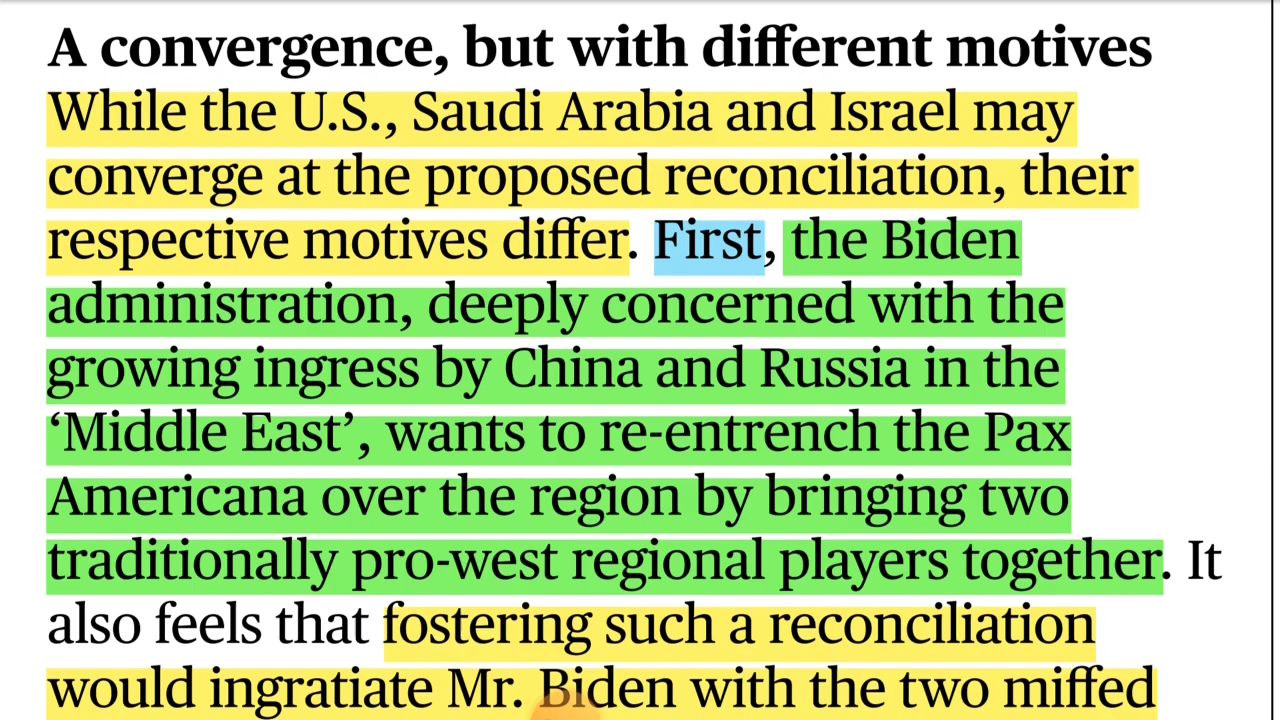 A convergence, but with different motives
While the U.S., Saudi Arabia and Israel may
converge at the proposed reconciliation, their
respective motives differ. First, the Biden
administration, deeply concerned with the
growing ingress by China and Russia in the
‘Middle East’, wants to re-entrench the Pax
Americana over the region by bringing two
traditionally pro-west regional players together. It
also feels that fostering such a reconciliation
would ingratiate Mr. Biden with the two miffed